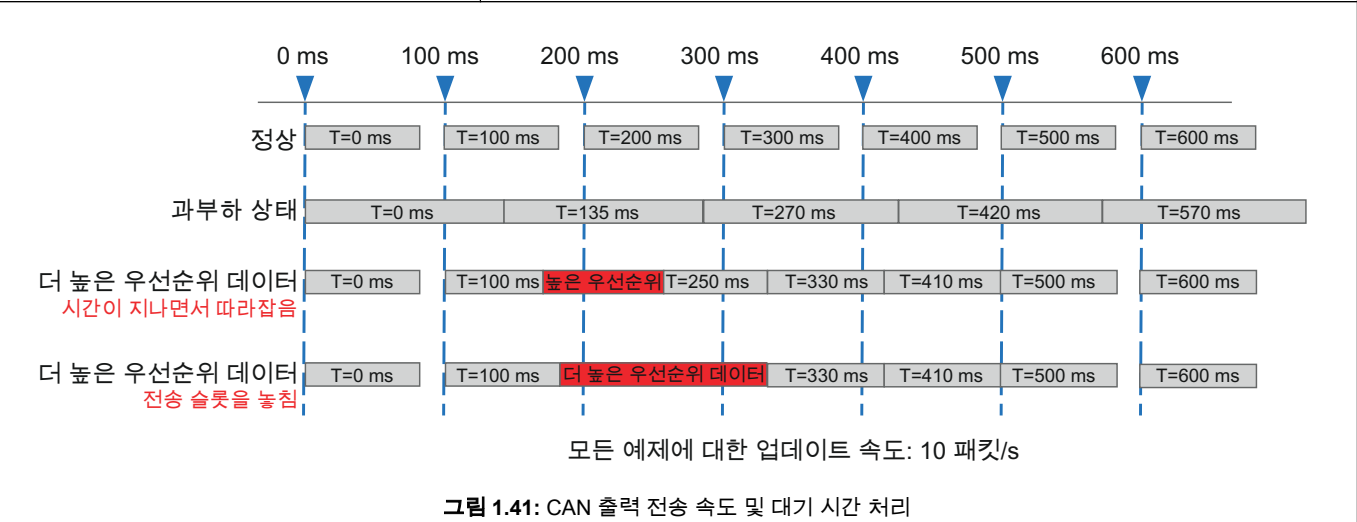 0 ms 100 ms 200 ms 300 ms 400 ms 500 ms 600 ms
정상 T=0 ms T=100 ms T=200 ms T=300 ms T=400 ms T=500 ms T=600 ms
과부하 상태 T=0 ms T=135 ms T=270 ms T=420 ms T=570 ms
더 높은 우선순위 데이터 T=0 ms T=100 ms 높은 우선순위 T=250 ms T=330 ms T=410 ms T=500 ms T=600 ms
시간이 지나면서 따라잡음
더 높은 우선순위 데이터 T=0 ms T=100 ms 더 높은 우선순위 데이터 T=330 ms T=410 ms T=500 ms T=600 ms
전송 슬롯을 놓침
모든 예제에 대한 업데이트 속도: 10 패킷/s
그림 1.41: CAN 출력 전송 속도 및 대기 시간 처리